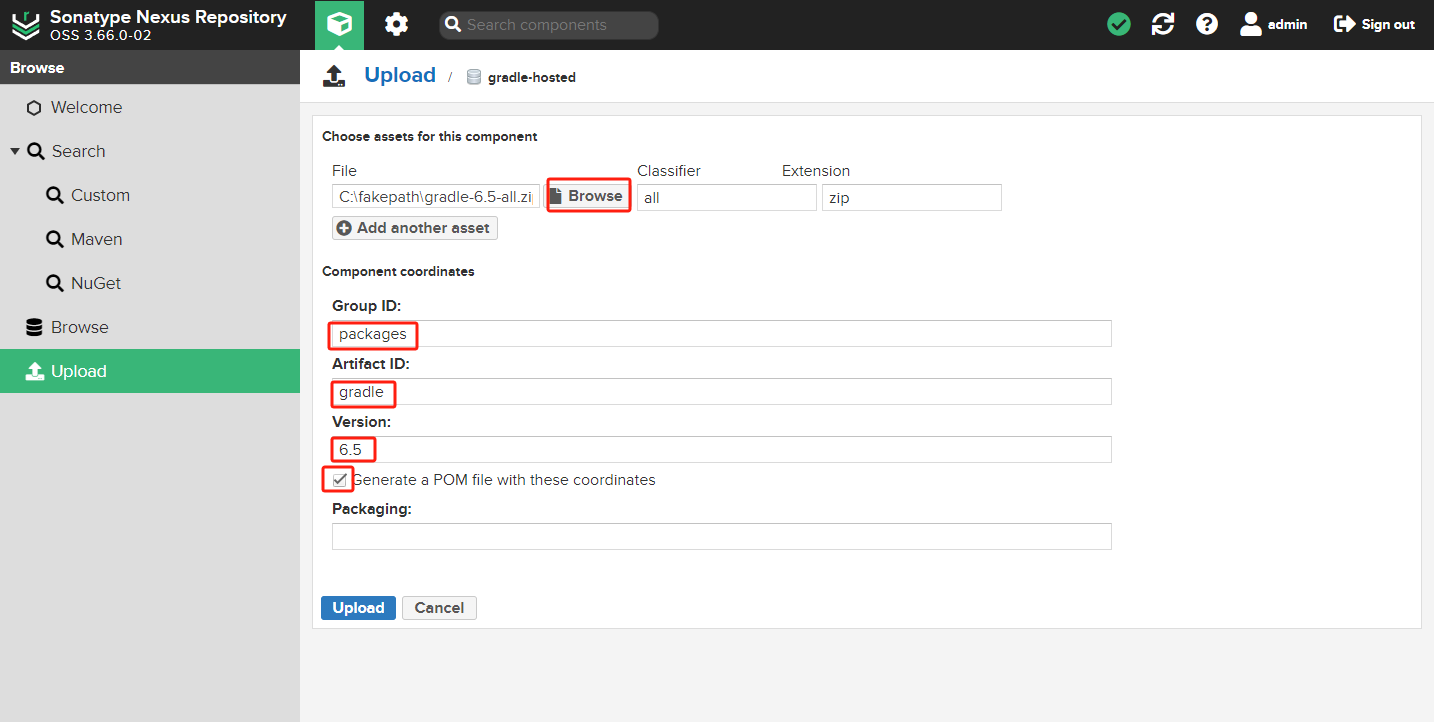 Sonatype Nexus Repository
OSS 3.66.0-02
Search components
admin
Sign out
Browse
Welcome
Search
Custom
Maven
NuGet
Browse
Upload
Upload / gradle-hosted
Choose assets for this component
File Classifier Extension
C:\fakepath\gradle-6.5-all.zi Browse all zip
Add another asset
Component coordinates
Group ID:
packages
Artifact ID:
gradle
Version:
6.5
Generate a POM file with these coordinates
Packaging:
Upload Cancel